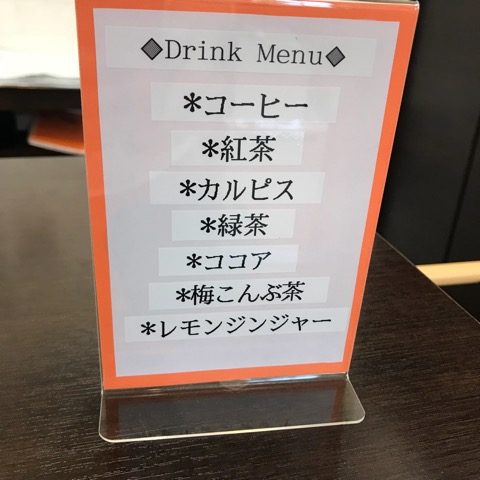 ◆Drink Menu◆
*コーヒー
*紅茶
*カルピス
*緑茶
*ココア
*梅こんぶ茶
*レモンジンジャー